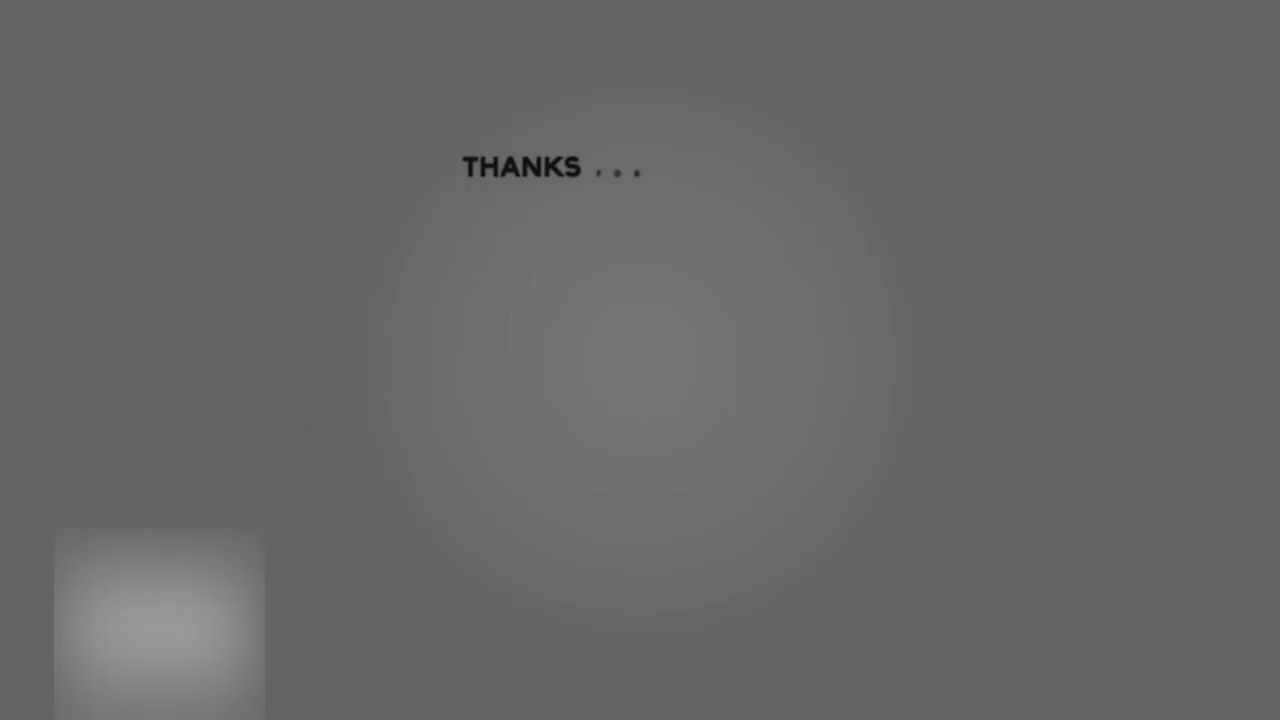 THANKS . . .